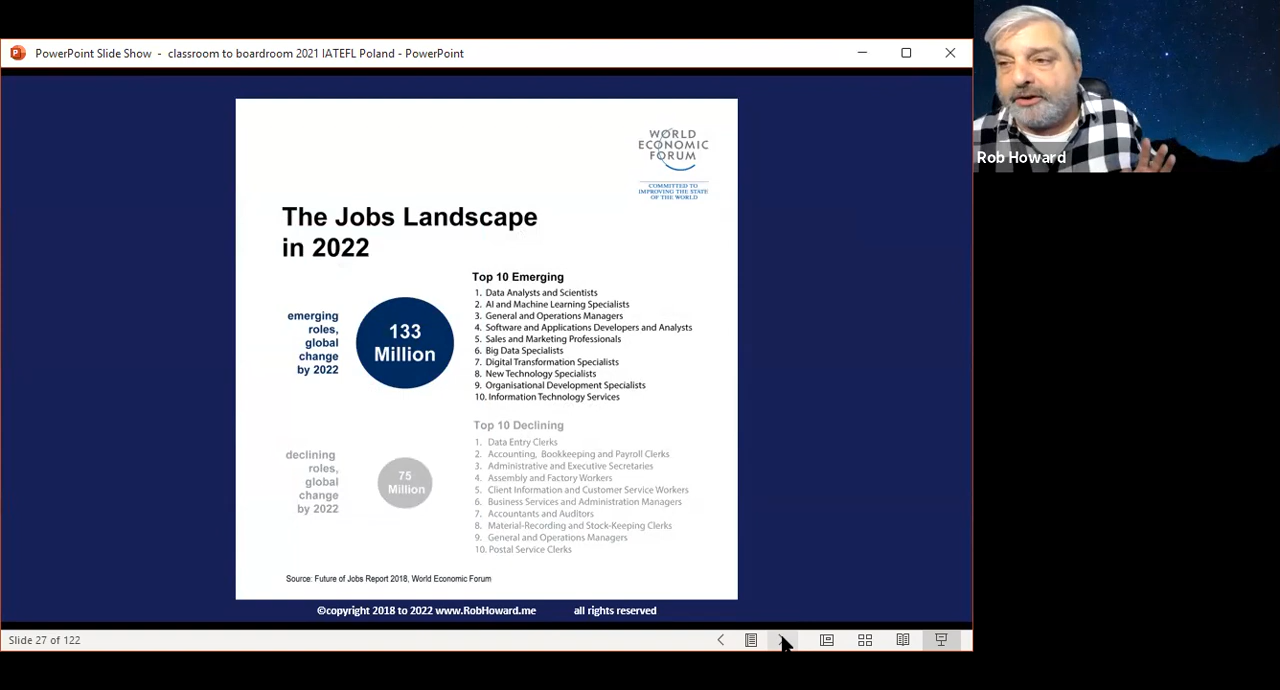 PowerPoint Slide Show - classroom to boardroom 2021 IATEFL Poland - PowerPoint
Rob Howard
WORLD
ECONOMIC
FORUM
COMMITTED TO
IMPROVING THE STATE
OF THE WORLD
The Jobs Landscape
in 2022
emerging
roles,
global
change
by 2022
133
Million
Top 10 Emerging
1. Data Analysts and Scientists
2. AI and Machine Learning Specialists
3. General and Operations Managers
4. Software and Applications Developers and Analysts
5. Sales and Marketing Professionals
6. Big Data Specialists
7. Digital Transformation Specialists
8. New Technology Specialists
9. Organisational Development Specialists
10. Information Technology Services
declining
roles,
global
change
by 2022
75
Million
Top 10 Declining
1. Data Entry Clerks
2. Accounting, Bookkeeping and Payroll Clerks
3. Administrative and Executive Secretaries
4. Assembly and Factory Workers
5. Client Information and Customer Service Workers
6. Business Services and Administration Managers
7. Accountants and Auditors
8. Material-Recording and Stock-Keeping Clerks
9. General and Operations Managers
10. Postal Service Clerks
Source: Future of Jobs Report 2018, World Economic Forum
©copyright 2018 to 2022 www.RobHoward.me all rights reserved
Slide 27 of 122